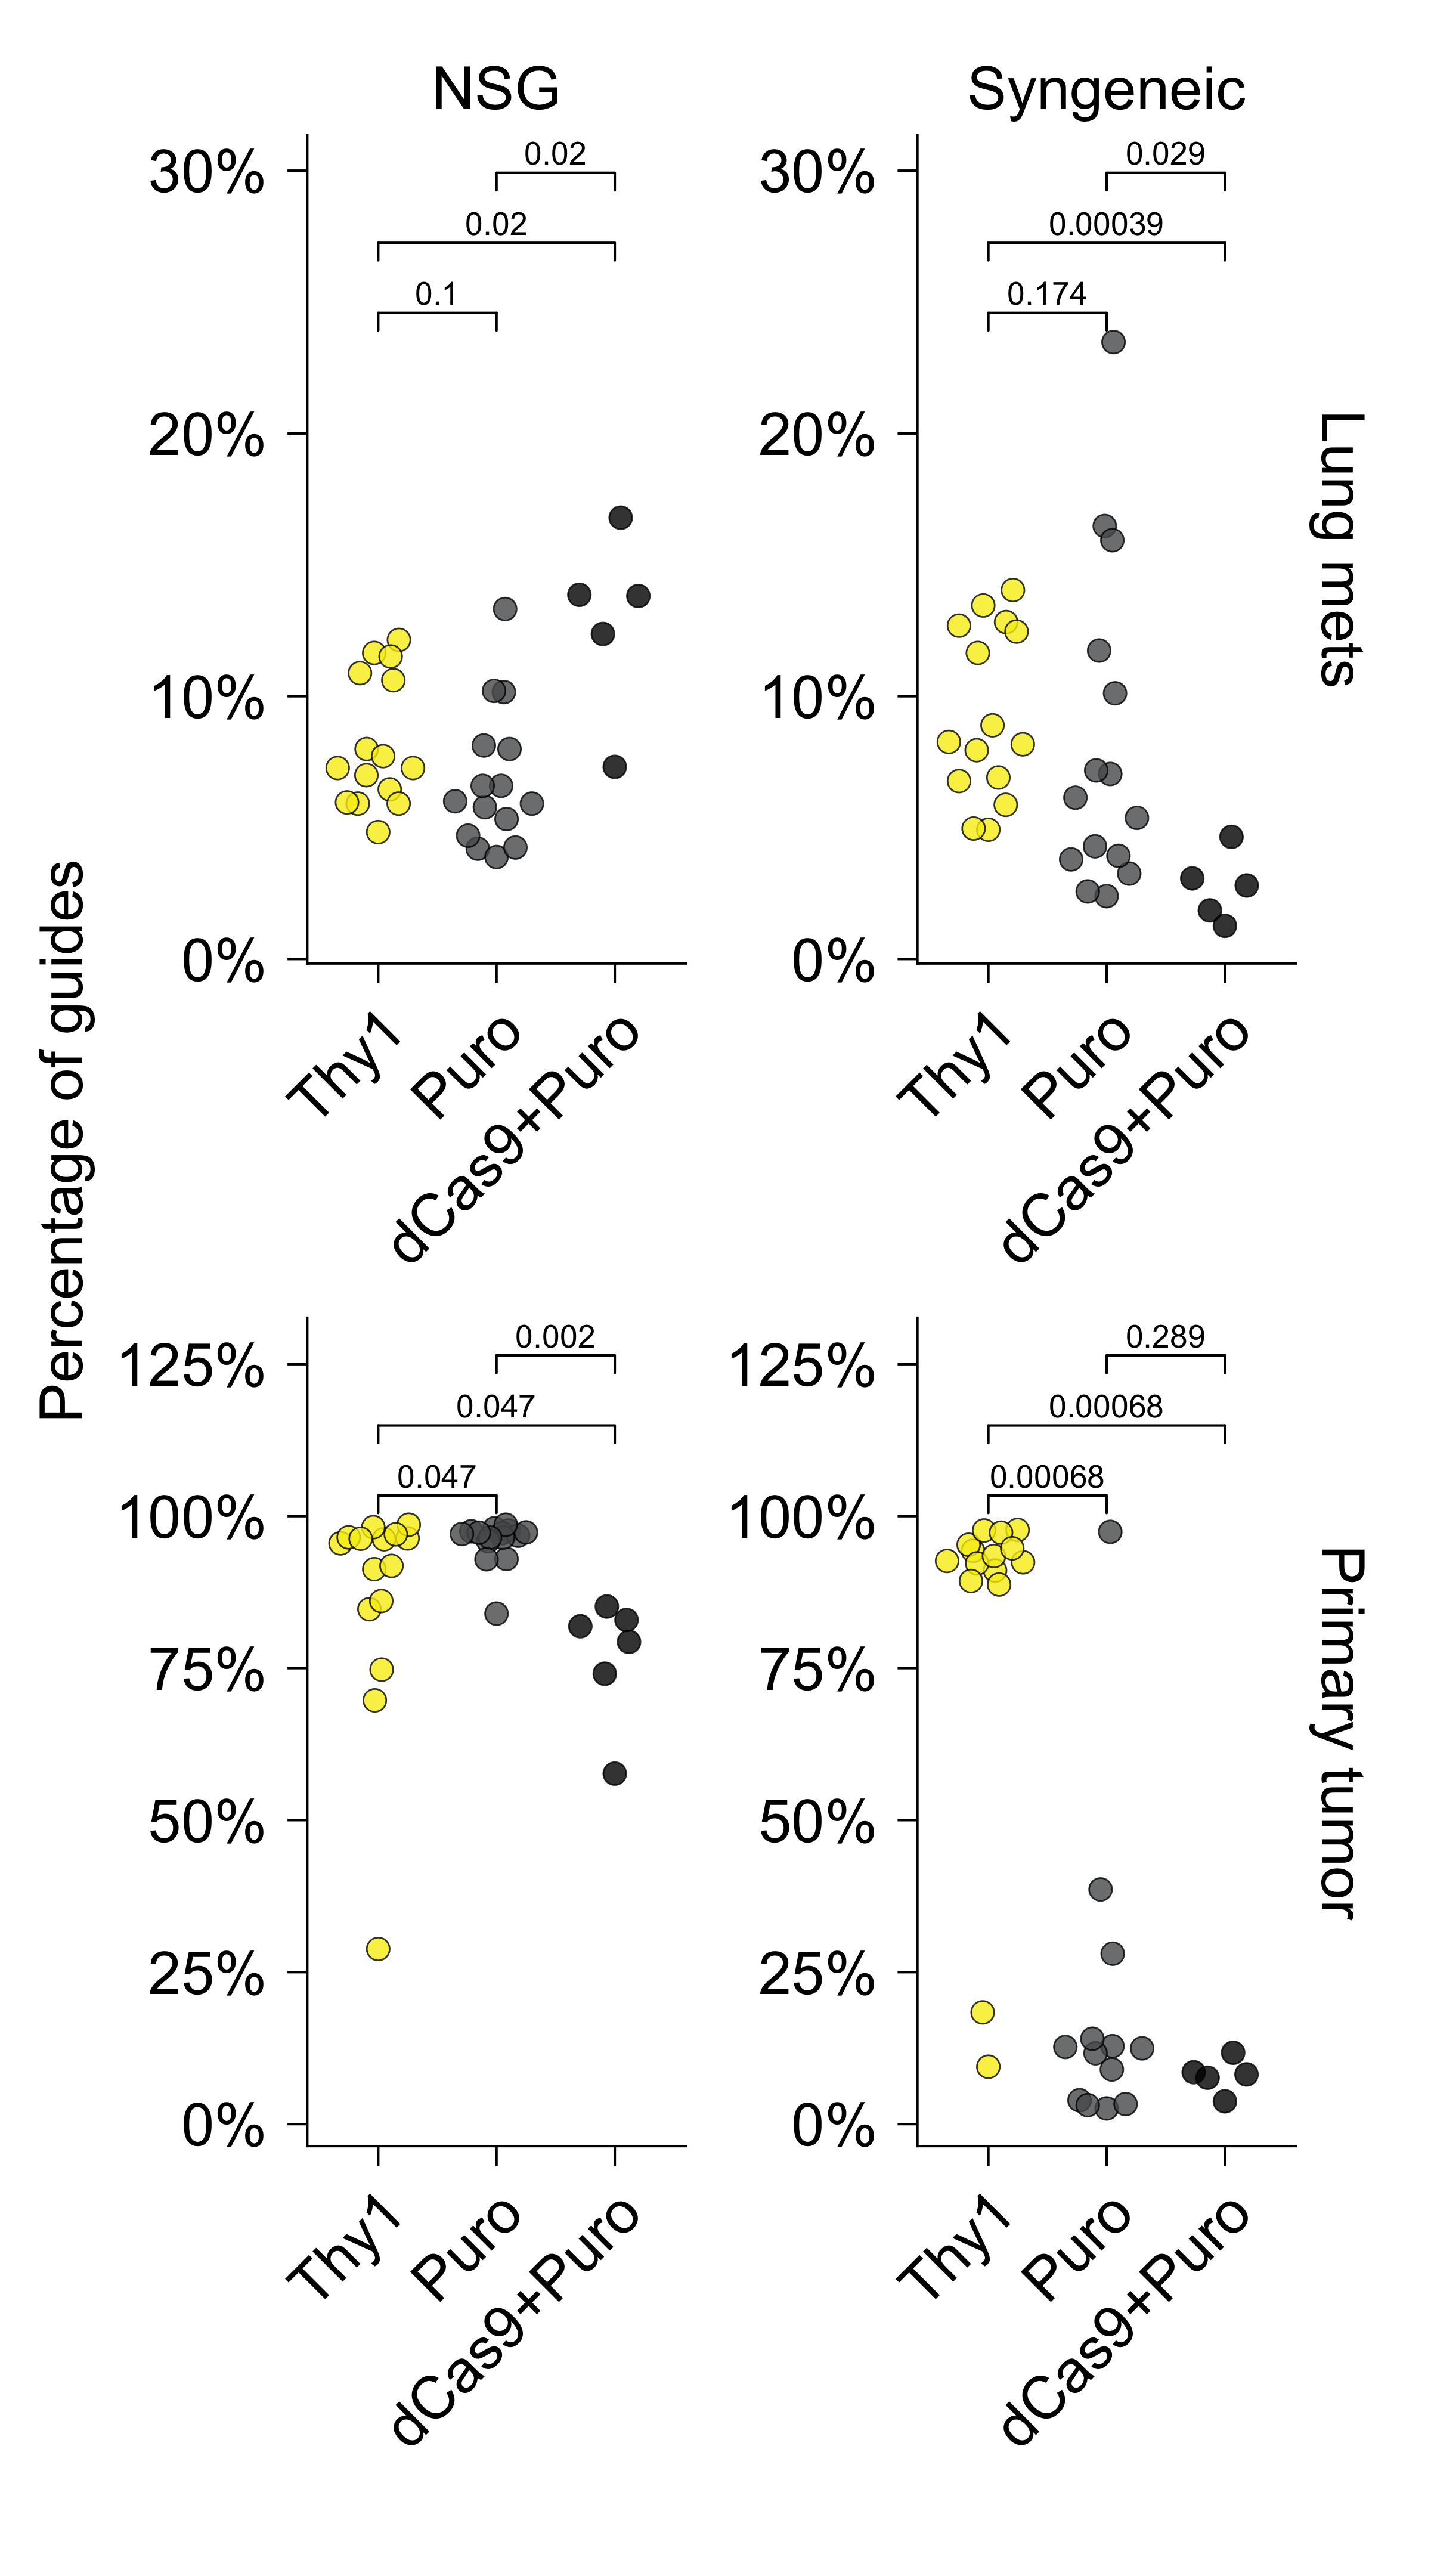 NSG
Syngeneic
Percentage of guides
30%
20%
10%
0%
0.02
0.02
0.1
Thy1
Puro
dCas9+Puro
30%
20%
10%
0%
0.029
0.00039
0.174
Thy1
Puro
dCas9+Puro
Lung mets
125%
100%
75%
50%
25%
0%
0.002
0.047
0.047
Thy1
Puro
dCas9+Puro
125%
100%
75%
50%
25%
0%
0.289
0.00068
0.00068
Thy1
Puro
dCas9+Puro
Primary tumor